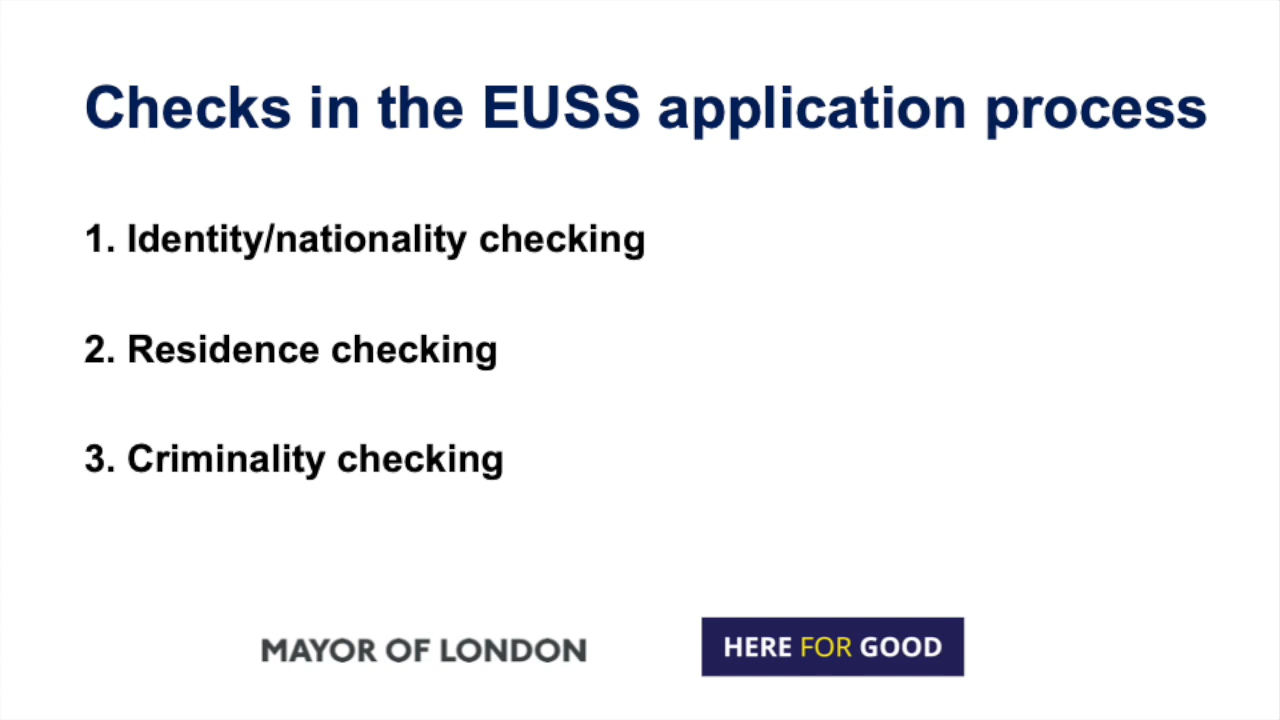 Checks in the EUSS application process
1. Identity/nationality checking
2. Residence checking
3. Criminality checking
MAYOR OF LONDON
HERE FOR GOOD